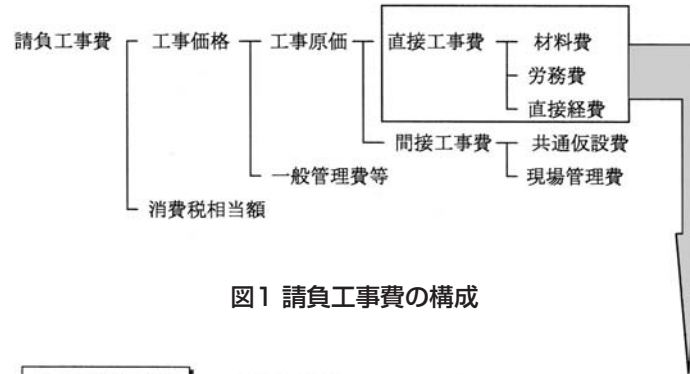 請負工事費 工事価格 工事原価 直接工事費 材料費
労務費
直接経費
間接工事費 共通仮設費
一般管理費等 現場管理費
消費税相当額
図1 請負工事費の構成